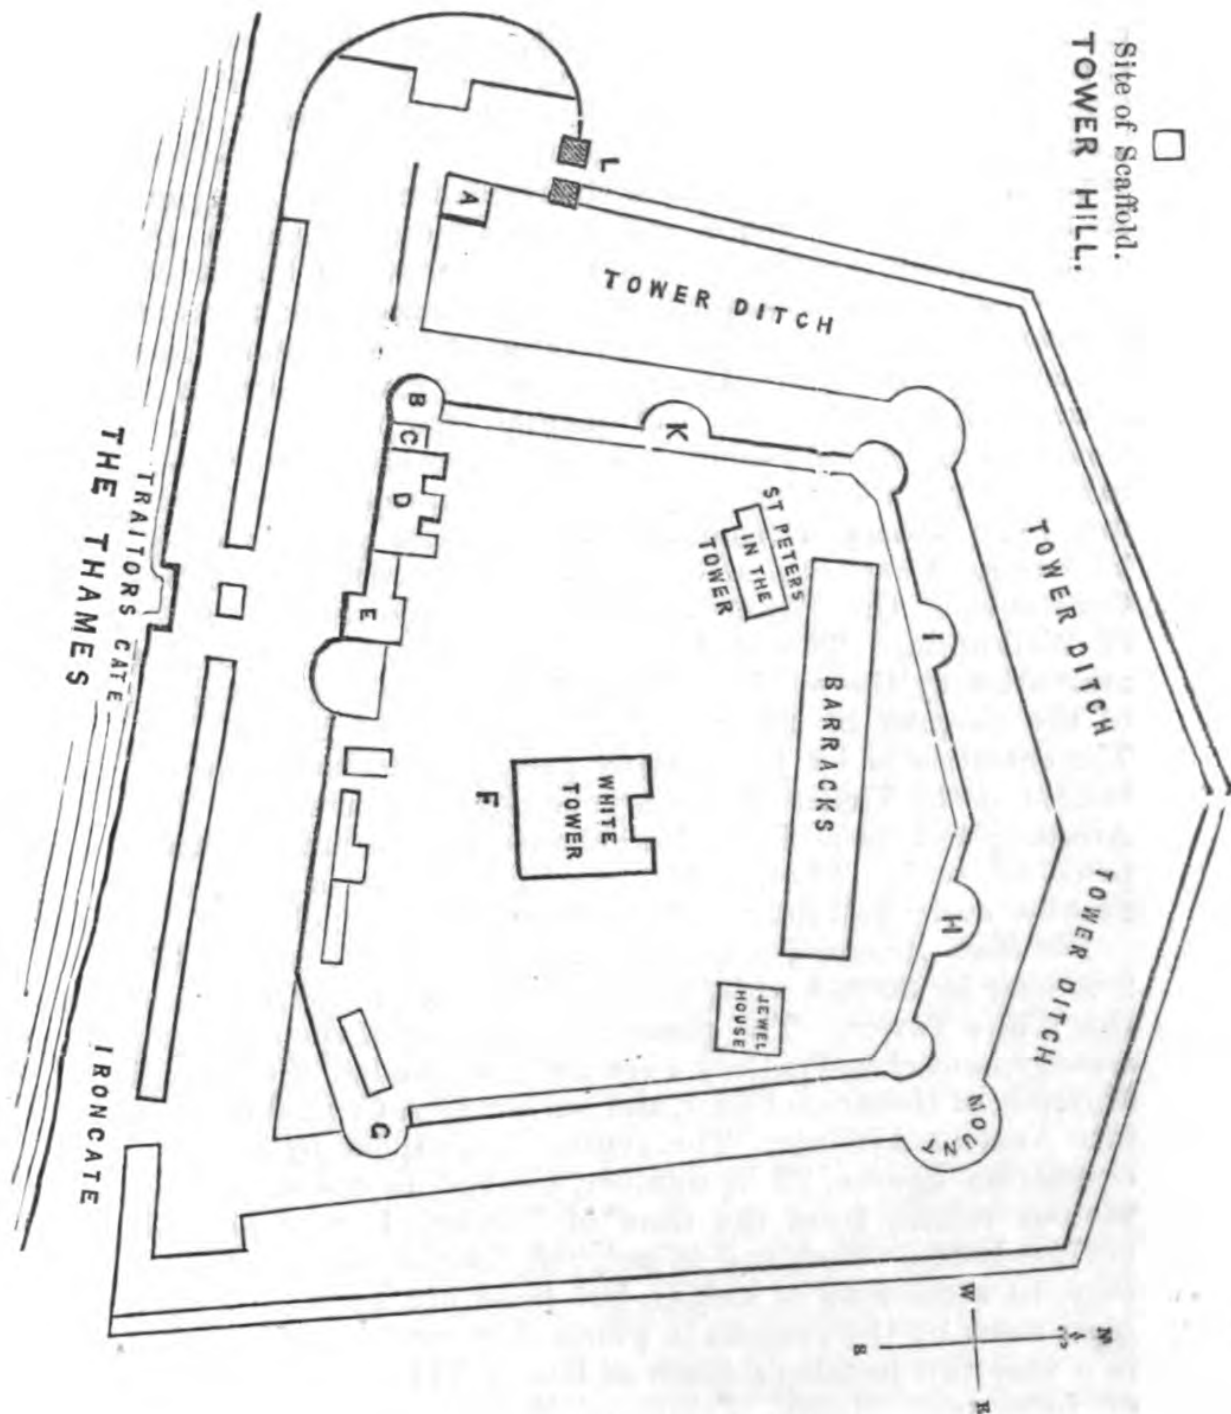 Site of Scaffold.
TOWER HILL.
L
A
TOWER DITCH
TOWER DITCH
TOWER DITCH
B
C
D
E
K
ST PETERS
IN THE
TOWER
I
BARRACKS
H
WHITE
TOWER
F
JEWEL
HOUSE
MOUNT
G
TRAITORS GATE
THE THAMES
IRONGATE
N
W
E
S